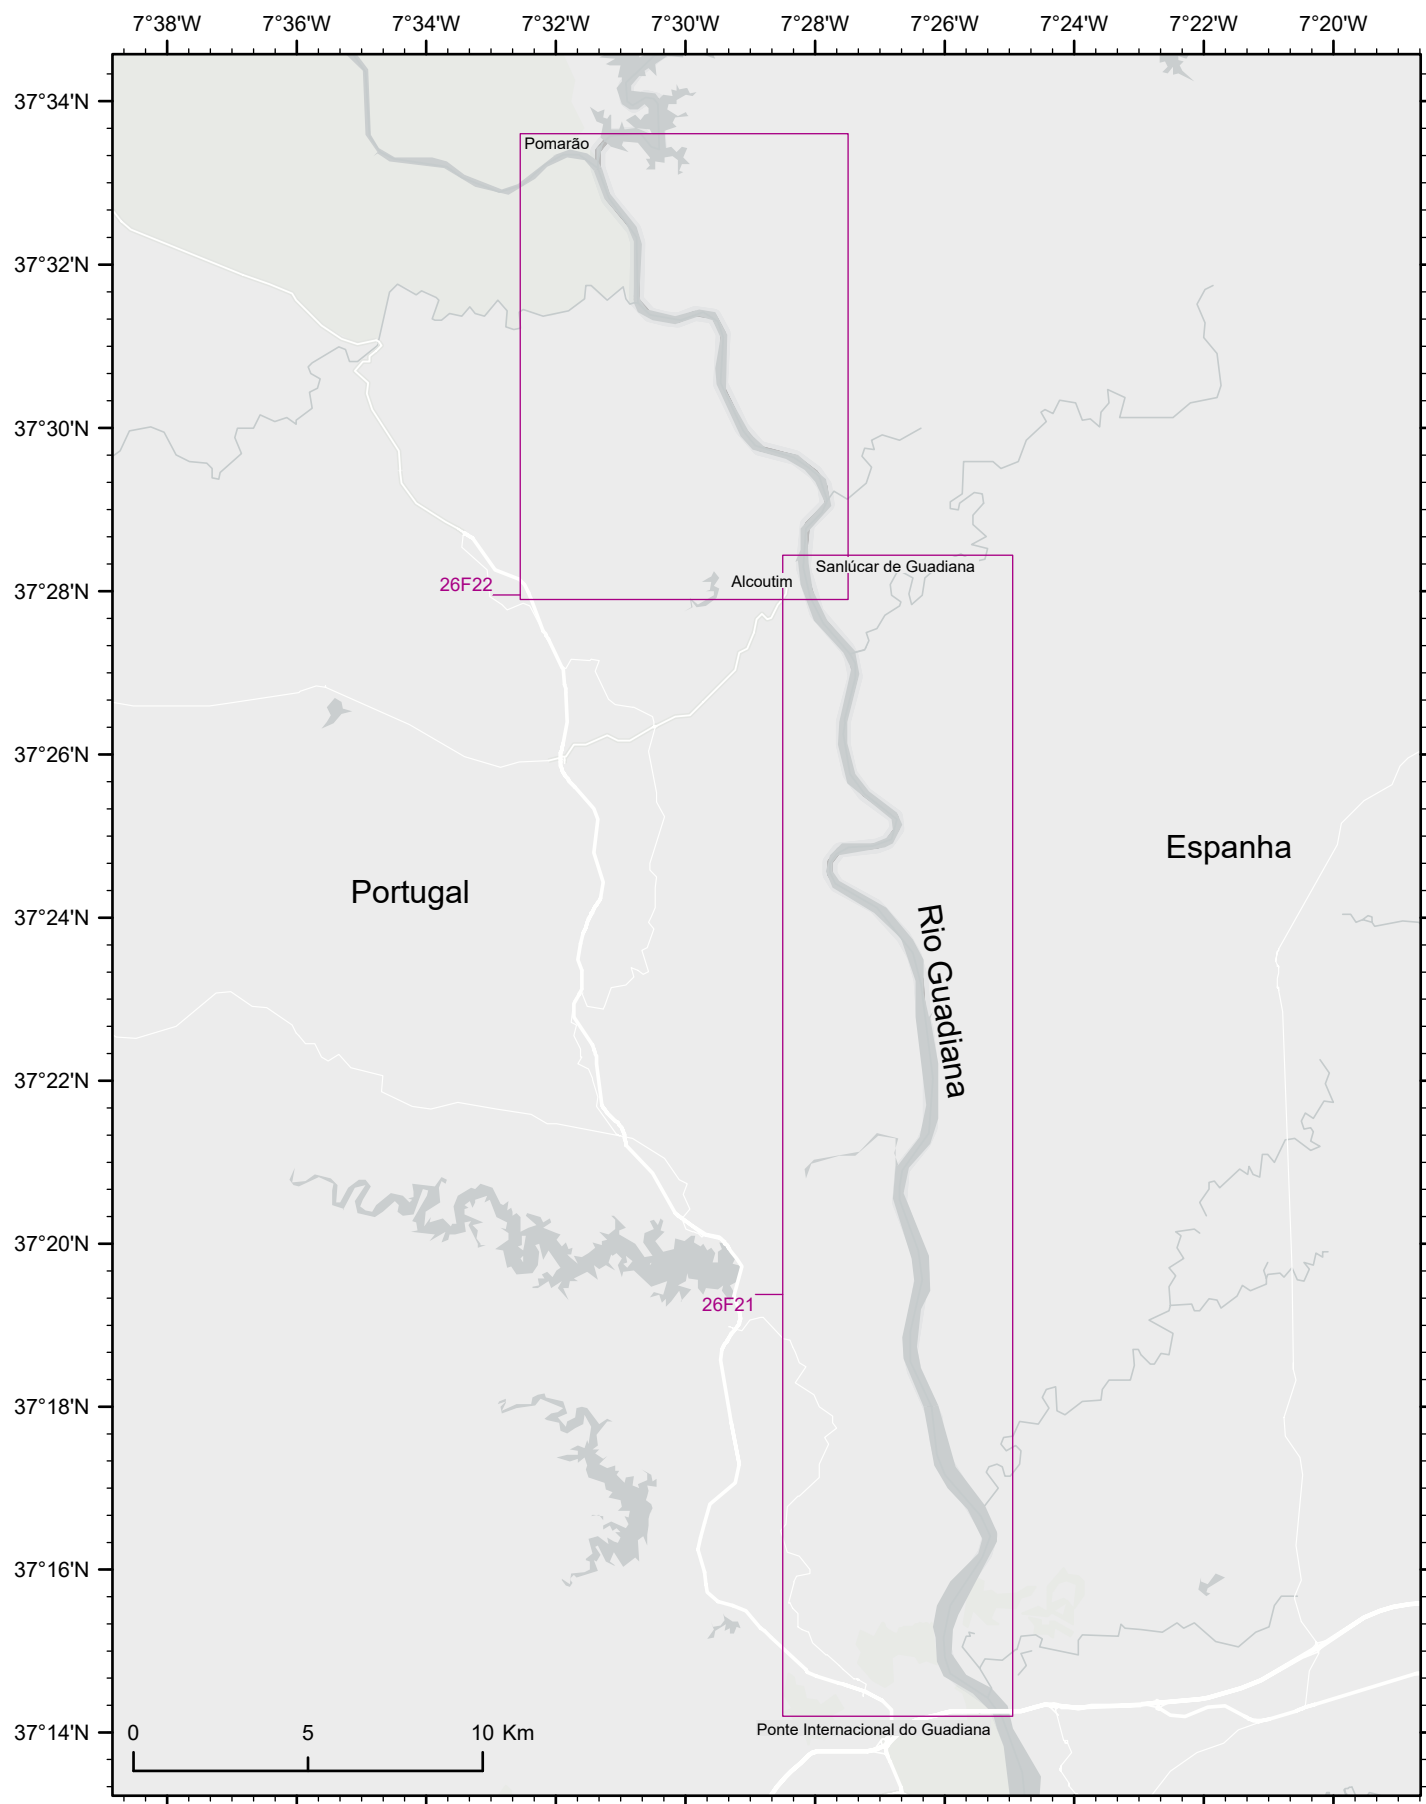 7°38'W 7°36'W 7°34'W 7°32'W 7°30'W 7°28'W 7°26'W 7°24'W 7°22'W 7°20'W
37°34'N
Pomarão
37°32'N
37°30'N
Sanlúcar de Guadiana
Alcoutim
26F22
37°28'N
37°26'N
Espanha
Portugal
37°24'N
Rio Guadiana
37°22'N
37°20'N
26F21
37°18'N
37°16'N
Ponte Internacional do Guadiana
37°14'N
0 5 10 Km